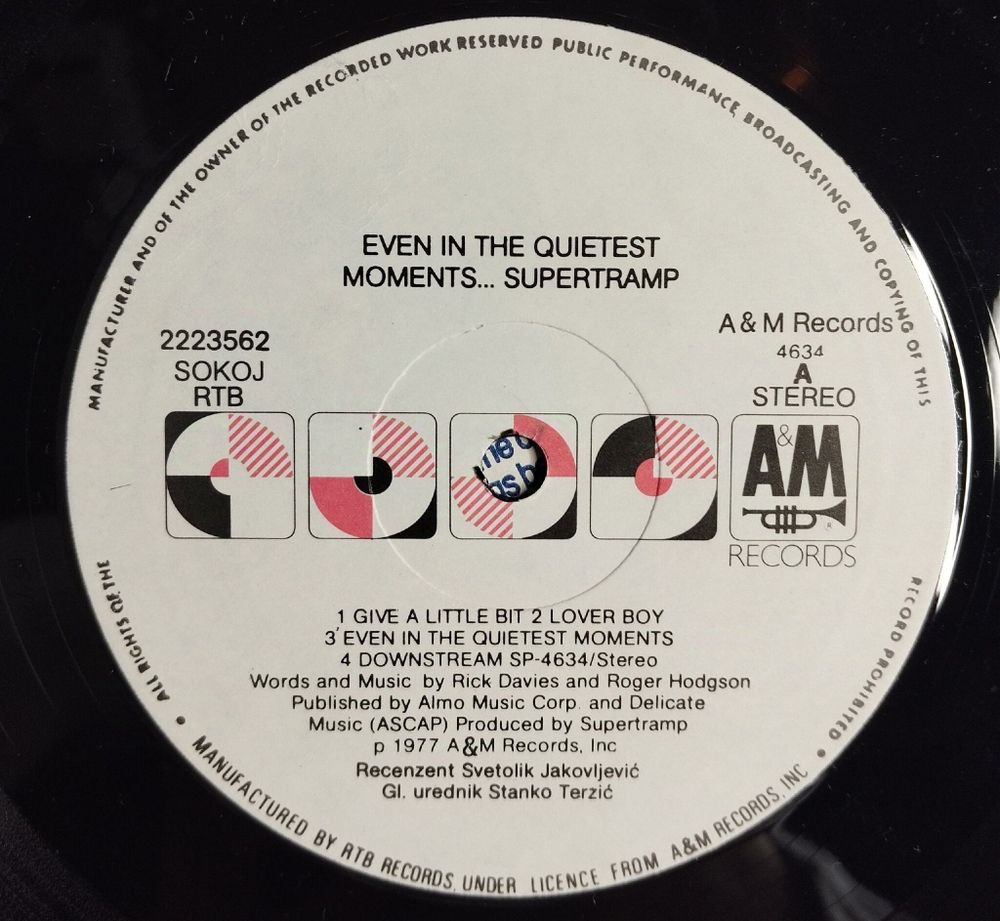 MANUFACTURER AND OF THE OWNER OF THE RECORDED WORK RESERVED PUBLIC PERFORMANCE, BROADCASTING AND COPYING OF THIS
EVEN IN THE QUIETEST
MOMENTS... SUPERTRAMP
2223562
SOKOJ
RTB
A & M Records
4634
A
STEREO
A&M
RECORDS
1 GIVE A LITTLE BIT 2 LOVER BOY
3 EVEN IN THE QUIETEST MOMENTS
4 DOWNSTREAM SP-4634/Stereo
Words and Music by Rick Davies and Roger Hodgson
Published by Almo Music Corp. and Delicate
Music (ASCAP) Produced by Supertramp
p 1977 A&M Records, Inc
Recenzent Svetolik Jakovljević
Gl. urednik Stanko Terzić
RECORD PROHIBITED •
MANUFACTURED BY RTB RECORDS, UNDER LICENCE FROM A&M RECORDS, INC
• ALL RIGHTS OF THE